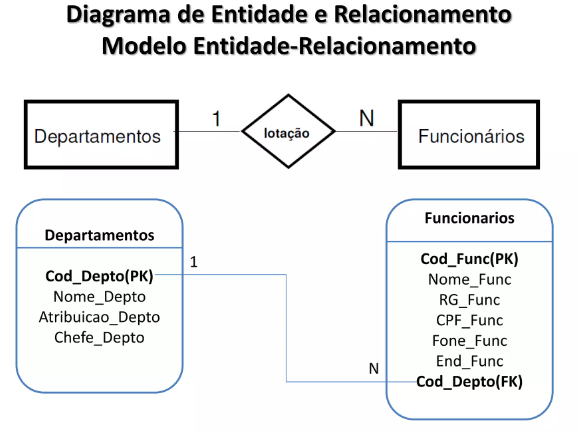 Diagrama de Entidade e Relacionamento
Modelo Entidade-Relacionamento
Departamentos
1
lotação
N
Funcionários
Departamentos
Cod_Depto(PK)
Nome_Depto
Atribuicao_Depto
Chefe_Depto
1
N
Funcionarios
Cod_Func(PK)
Nome_Func
RG_Func
CPF_Func
Fone_Func
End_Func
Cod_Depto(FK)